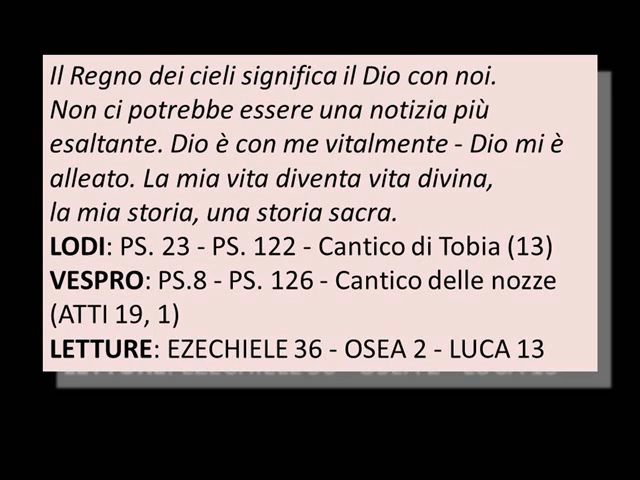 Il Regno dei cieli significa il Dio con noi.
Non ci potrebbe essere una notizia più
esaltante. Dio è con me vitalmente - Dio mi è
alleato. La mia vita diventa vita divina,
la mia storia, una storia sacra.
LODI: PS. 23 - PS. 122 - Cantico di Tobia (13)
VESPRO: PS.8 - PS. 126 - Cantico delle nozze
(ATTI 19, 1)
LETTURE: EZECHIELE 36 - OSEA 2 - LUCA 13